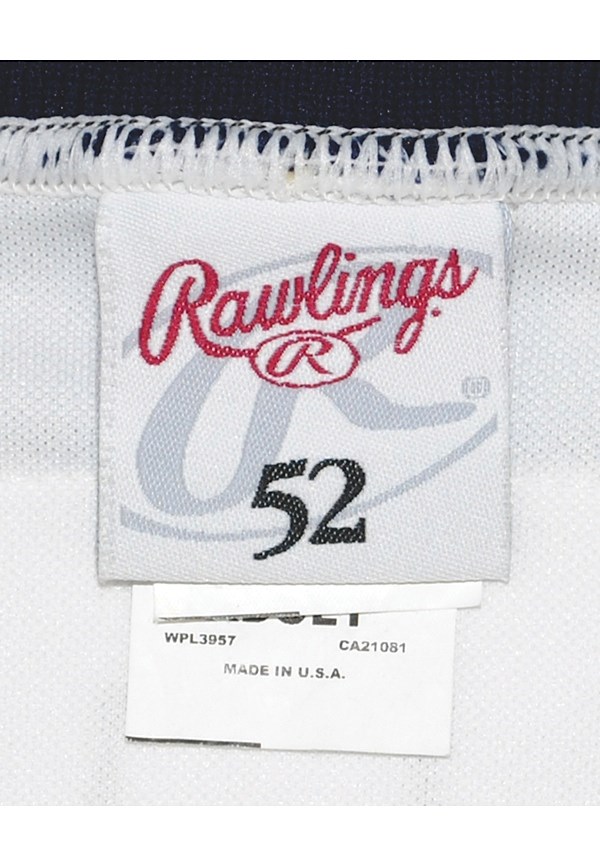 Rawlings
R
52
WPL3957 CA21081
MADE IN U.S.A.